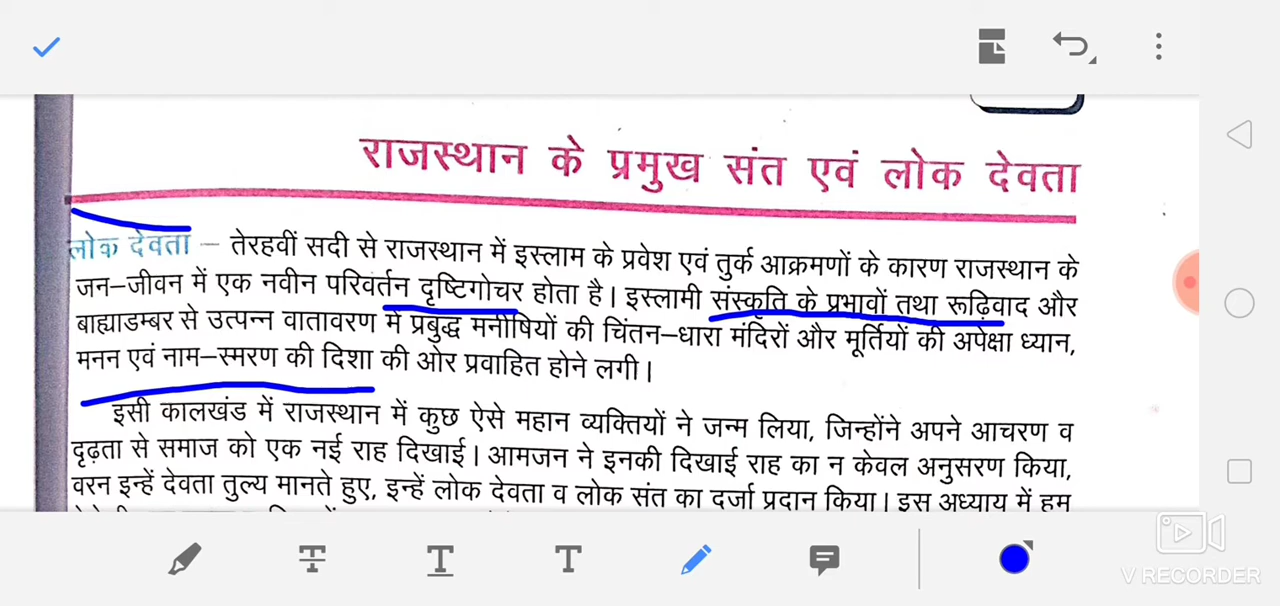 राजस्थान के प्रमुख संत एवं लोक देवता
लोक देवता – तेरहवीं सदी से राजस्थान में इस्लाम के प्रवेश एवं तुर्क आक्रमणों के कारण राजस्थान के
जन–जीवन में एक नवीन परिवर्तन दृष्टिगोचर होता है। इस्लामी संस्कृति के प्रभावों तथा रूढ़िवाद और
बाह्याडम्बर से उत्पन्न वातावरण में प्रबुद्ध मनीषियों की चिंतन–धारा मंदिरों और मूर्तियों की अपेक्षा ध्यान,
मनन एवं नाम–स्मरण की दिशा की ओर प्रवाहित होने लगी।
इसी कालखंड में राजस्थान में कुछ ऐसे महान व्यक्तियों ने जन्म लिया, जिन्होंने अपने आचरण व
दृढ़ता से समाज को एक नई राह दिखाई। आमजन ने इनकी दिखाई राह का न केवल अनुसरण किया,
वरन इन्हें देवता तुल्य मानते हुए, इन्हें लोक देवता व लोक संत का दर्जा प्रदान किया। इस अध्याय में हम
T T T
V RECORDER